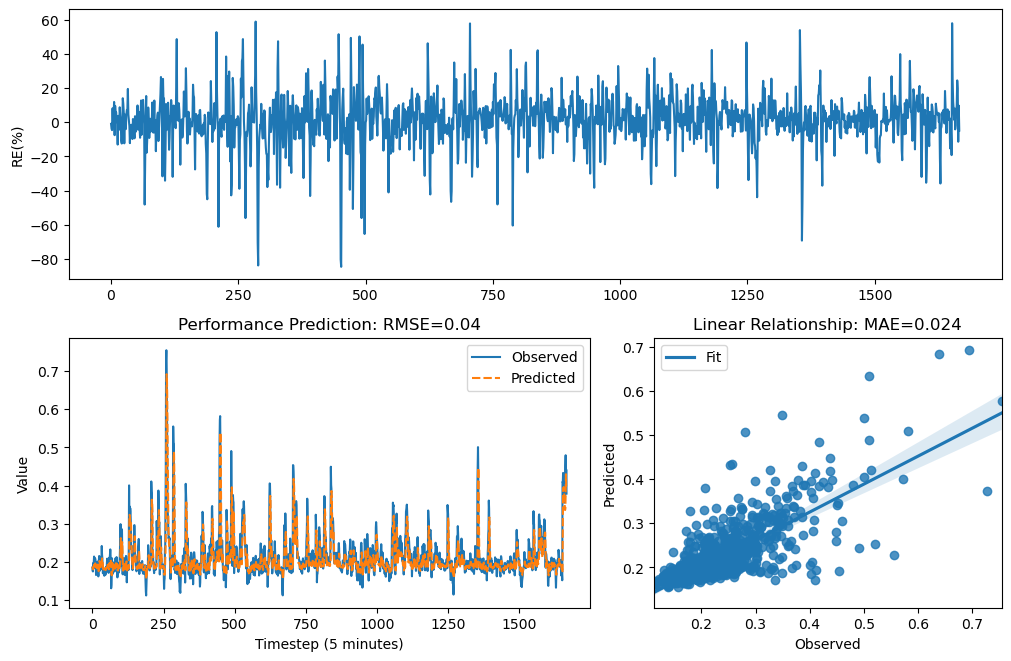 60
40
20
0
−20
−40
−60
−80
RE(%)
0 250 500 750 1000 1250 1500
Performance Prediction: RMSE=0.04
Observed
Predicted
0.7
0.6
0.5
0.4
0.3
0.2
0.1
Value
0 250 500 750 1000 1250 1500
Timestep (5 minutes)
Linear Relationship: MAE=0.024
Fit
0.7
0.6
0.5
0.4
0.3
0.2
Predicted
0.2 0.3 0.4 0.5 0.6 0.7
Observed